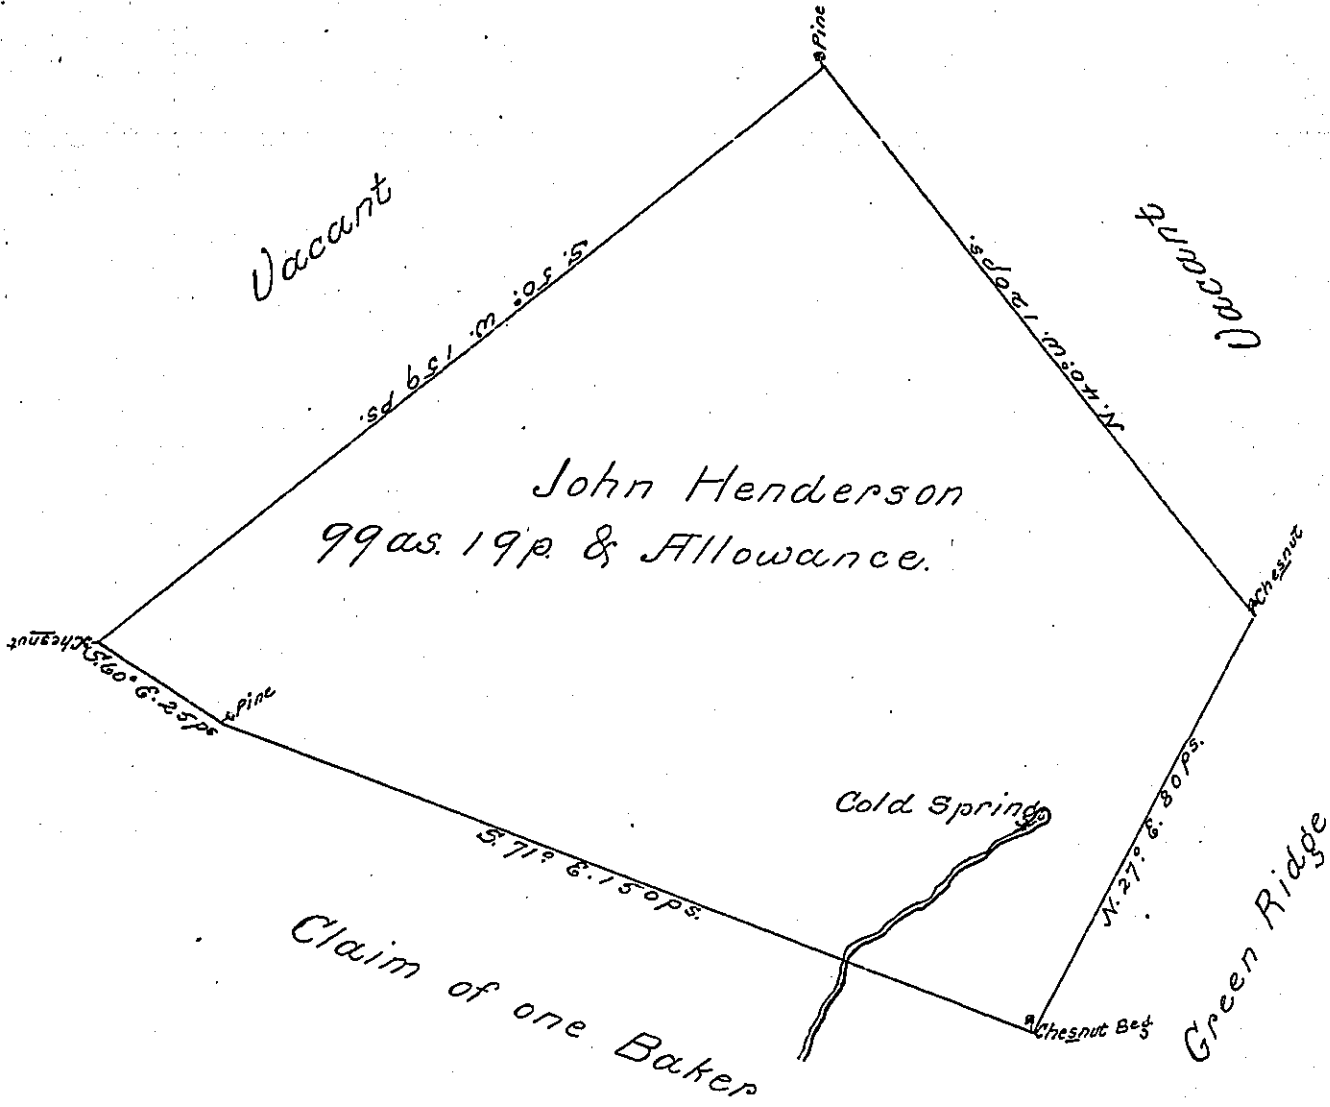 Pine
Vacant
Vacant
S. 50° W. 159 ps.
N. 40° W. 120 ps.
John Henderson
99 as. 19 p. & Allowance.
Chesnut
Chesnut
S. 60° E. 25 ps
Pine
Cold Spring
N. 27° E. 80 ps.
S. 71° E. 150 ps.
Green Ridge
Claim of one Baker
Chesnut Beg